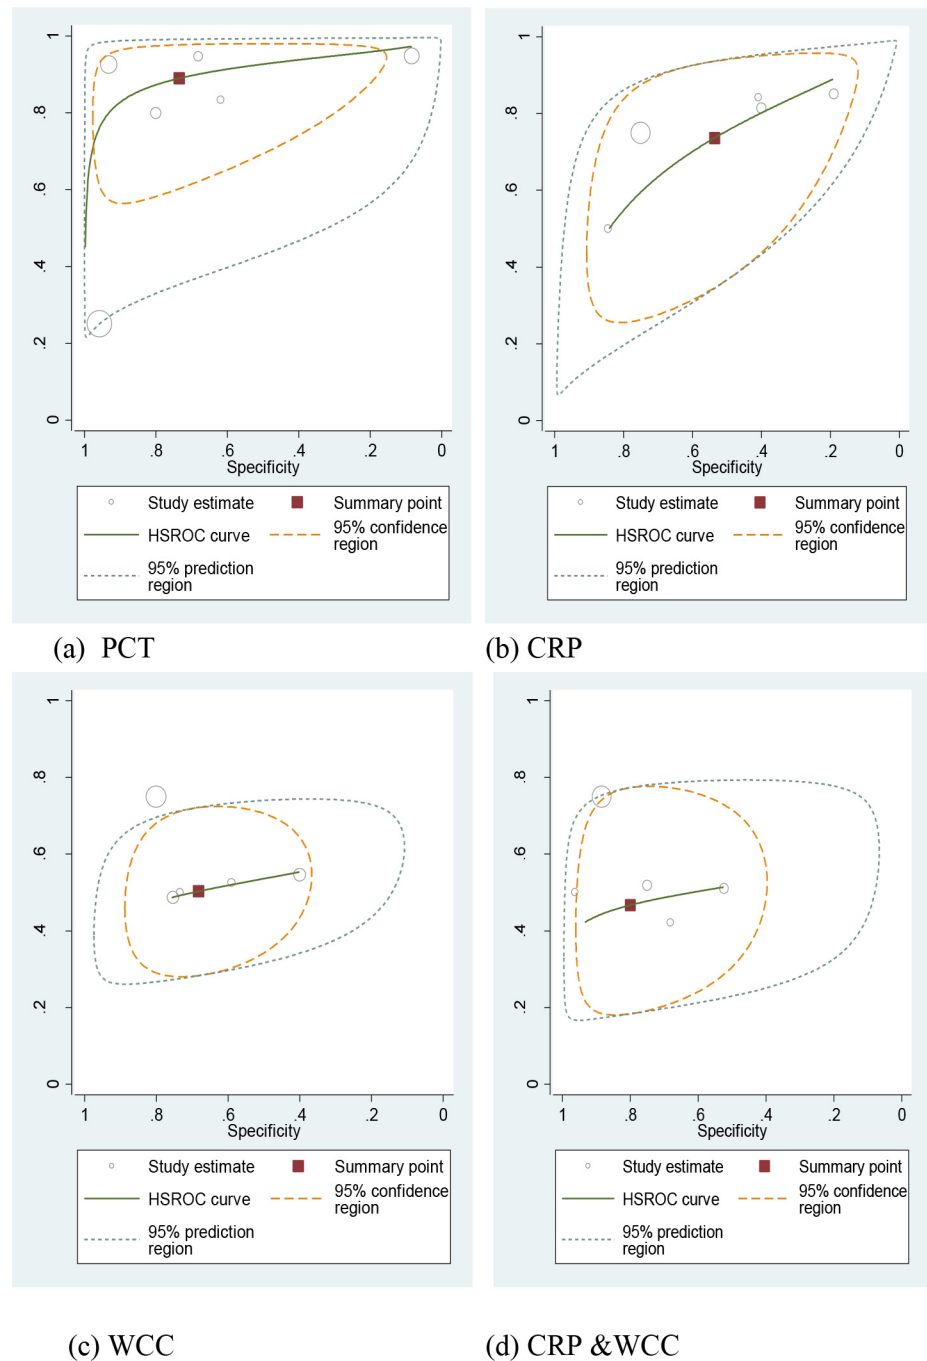 1
.8
.6
.4
.2
0
1 .8 .6 .4 .2 0
Specificity
Study estimate Summary point
HSROC curve 95% confidence
region
95% prediction
region
(a) PCT
1
.8
.6
.4
.2
0
1 .8 .6 .4 .2 0
Specificity
Study estimate Summary point
HSROC curve 95% confidence
region
95% prediction
region
(b) CRP
1
.8
.6
.4
.2
0
1 .8 .6 .4 .2 0
Specificity
Study estimate Summary point
HSROC curve 95% confidence
region
95% prediction
region
(c) WCC
1
.8
.6
.4
.2
0
1 .8 .6 .4 .2 0
Specificity
Study estimate Summary point
HSROC curve 95% confidence
region
95% prediction
region
(d) CRP &WCC